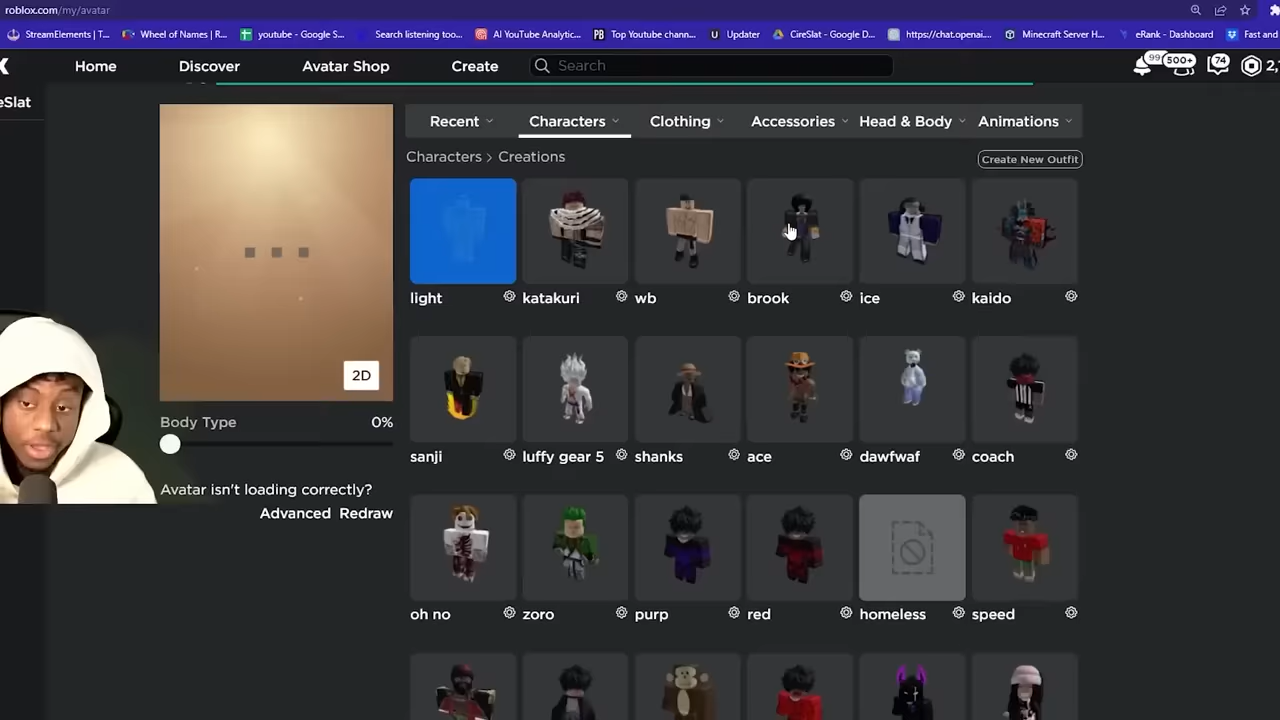 roblox.com/my/avatar
StreamElements | T... Wheel of Names | R... youtube - Google S... Search listening too... AI YouTube Analytic... Top Youtube chann... Updater CireSlat - Google D... https://chat.openai.... Minecraft Server H... eRank - Dashboard Fast and
Home Discover Avatar Shop Create Search 99 500+ 74 2,
eSlat
Recent Characters Clothing Accessories Head & Body Animations
Characters > Creations Create New Outfit
light katakuri wb brook ice kaido
2D
Body Type 0%
sanji luffy gear 5 shanks ace dawfwaf coach
Avatar isn't loading correctly?
Advanced Redraw
oh no zoro purp red homeless speed